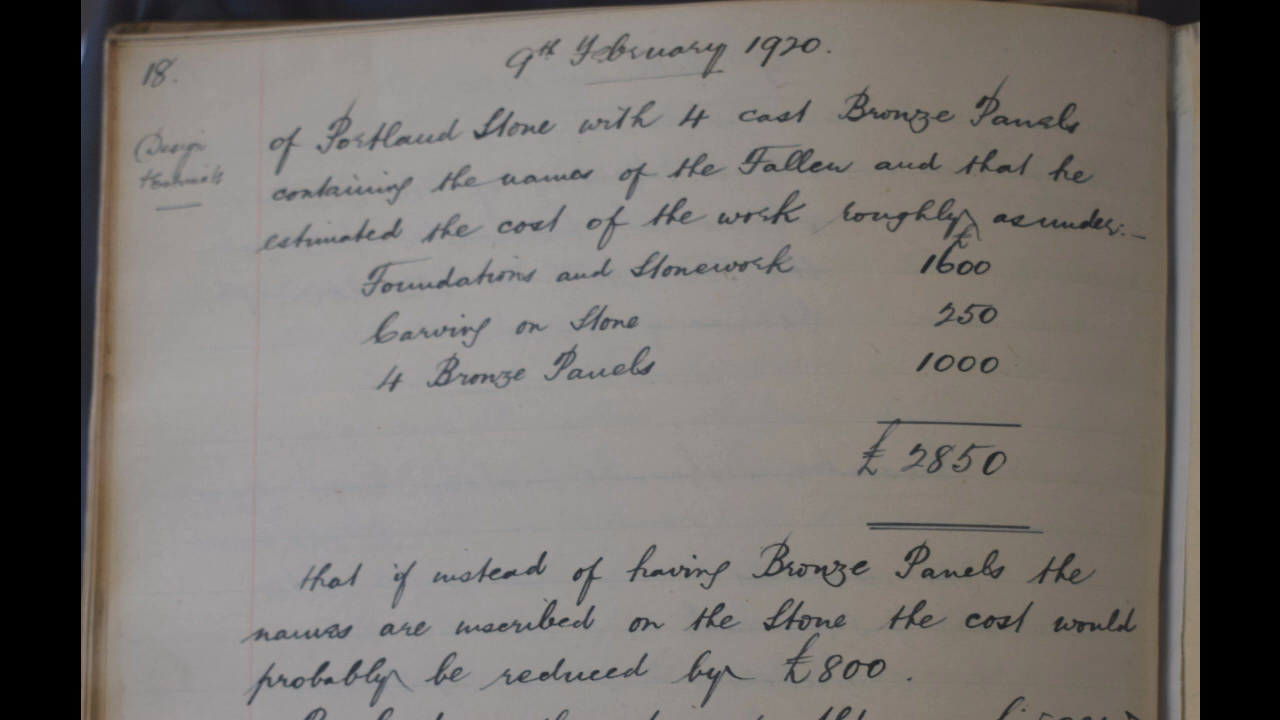 18.
9th February 1920.
Design
of Portland Stone with 4 cast Bronze Panels
containing the names of the Fallen and that he
estimated the cost of the work roughly as under:-
£
Foundations and Stonework 1600
Carving on Stone 250
4 Bronze Panels 1000
£ 2850
that if instead of having Bronze Panels the
names are inscribed on the Stone the cost would
probably be reduced by £800.